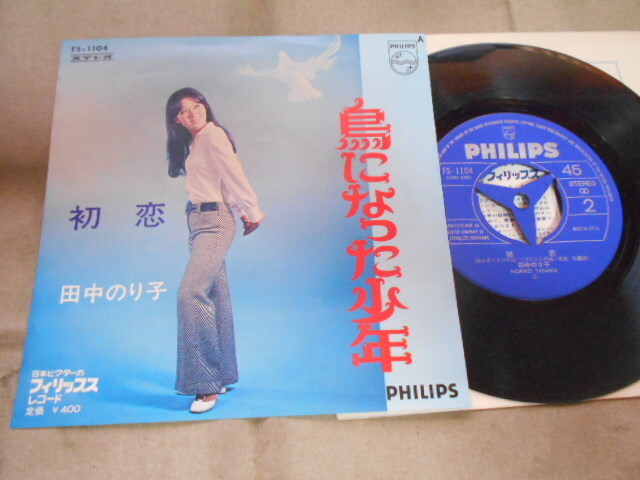 FS-1104
ステレオ
PHILIPS
A
鳥になった少年
初恋
田中のり子
日本ビクターの
フィリップス
レコード
定価 ¥400
PHILIPS
PHILIPS
FS-1104
フィリップス
45
STEREO
2
初恋
田中のり子
NORIKO TANAKA